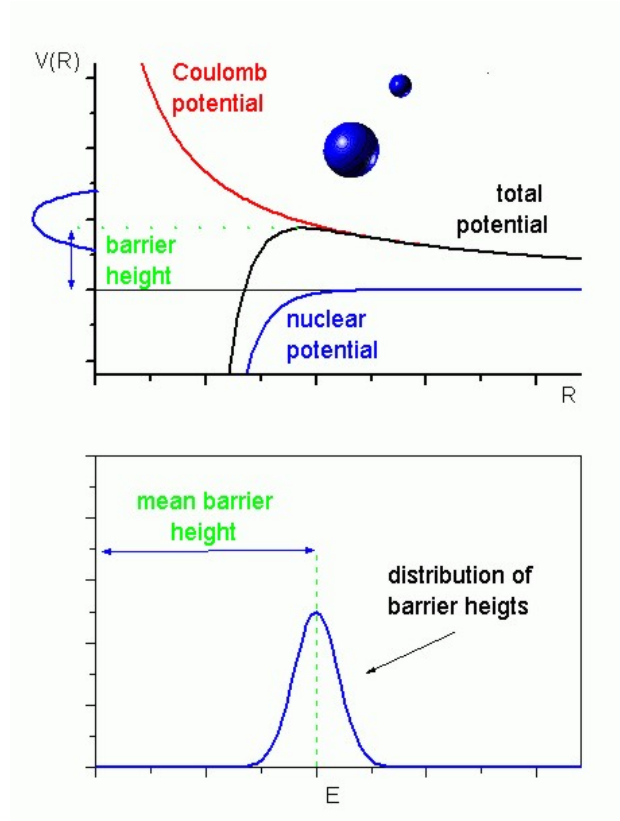 V(R)
Coulomb
potential
total
potential
barrier
height
nuclear
potential
R
mean barrier
height
distribution of
barrier heigts
E